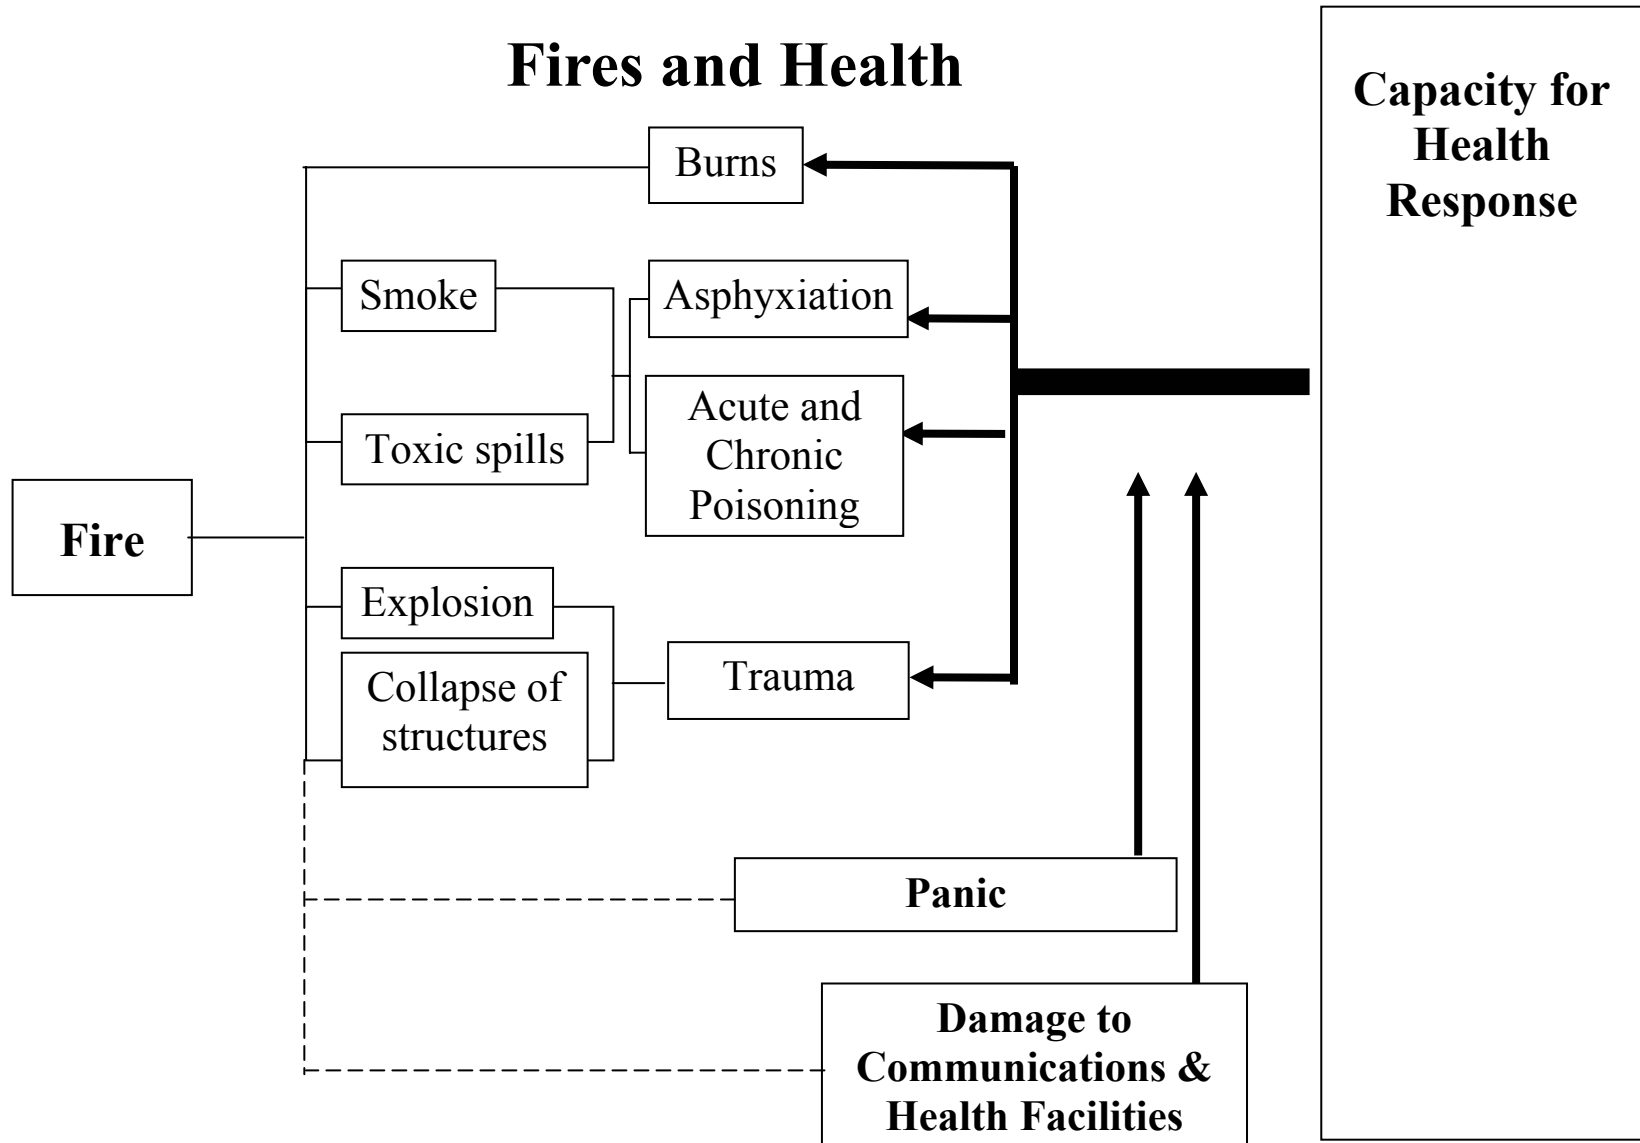 Fires and Health
Capacity for
Health
Response
Burns
Smoke
Asphyxiation
Toxic spills
Acute and
Chronic
Poisoning
Fire
Explosion
Collapse of
structures
Trauma
Panic
Damage to
Communications &
Health Facilities